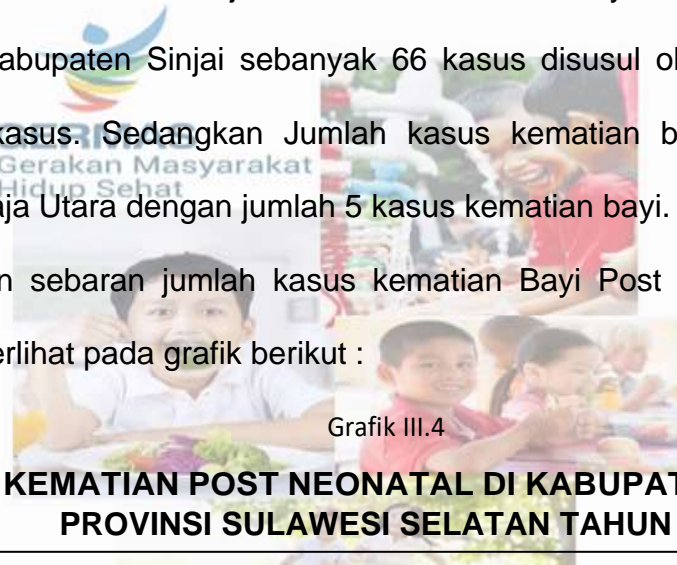 abupaten Sinjai sebanyak 66 kasus disusul ol
kasus. Sedangkan Jumlah kasus kematian b
Gerakan Masyarakat
Hidup Sehat
aja Utara dengan jumlah 5 kasus kematian bayi.
n sebaran jumlah kasus kematian Bayi Post
erlihat pada grafik berikut :
Grafik III.4
KEMATIAN POST NEONATAL DI KABUPAT
PROVINSI SULAWESI SELATAN TAHUN